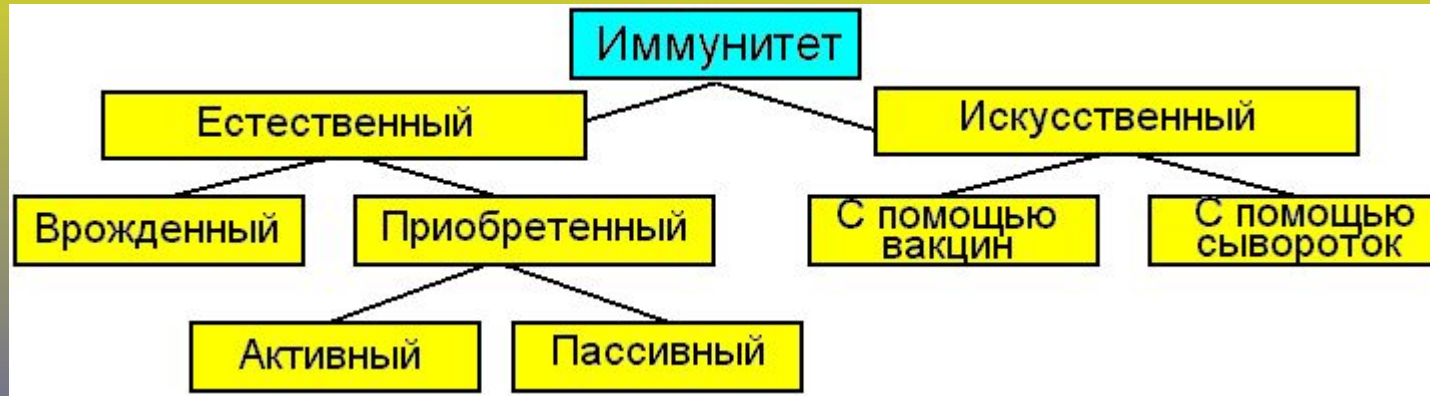 Иммунитет
Естественный
Искусственный
Врожденный
Приобретенный
С помощью
вакцин
С помощью
сывороток
Активный
Пассивный